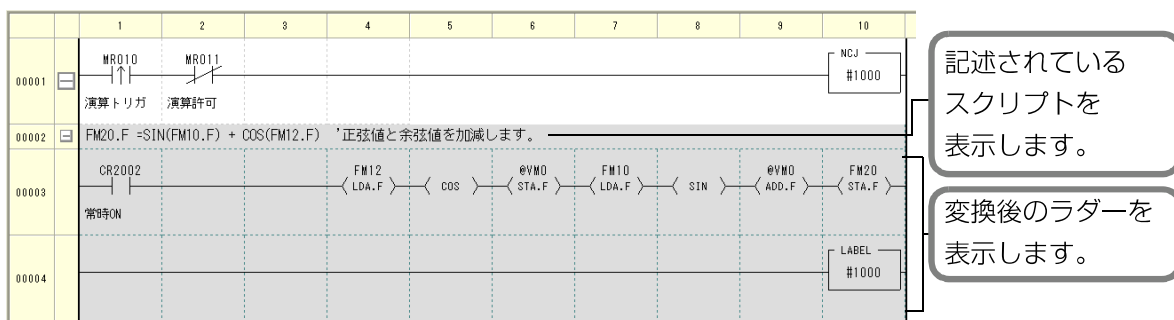 1 2 3 4 5 6 7 8 9 10
00001
MR010 MR011 NCJ
#1000
演算トリガ 演算許可
00002 FM20.F =SIN(FM10.F) + COS(FM12.F) '正弦値と余弦値を加減します。
00003
CR2002 FM12 @VM0 FM10 @VM0 FM20
LDA.F COS STA.F LDA.F SIN ADD.F STA.F
常時ON
00004
LABEL
#1000
記述されている
スクリプトを
表示します。
変換後のラダーを
表示します。